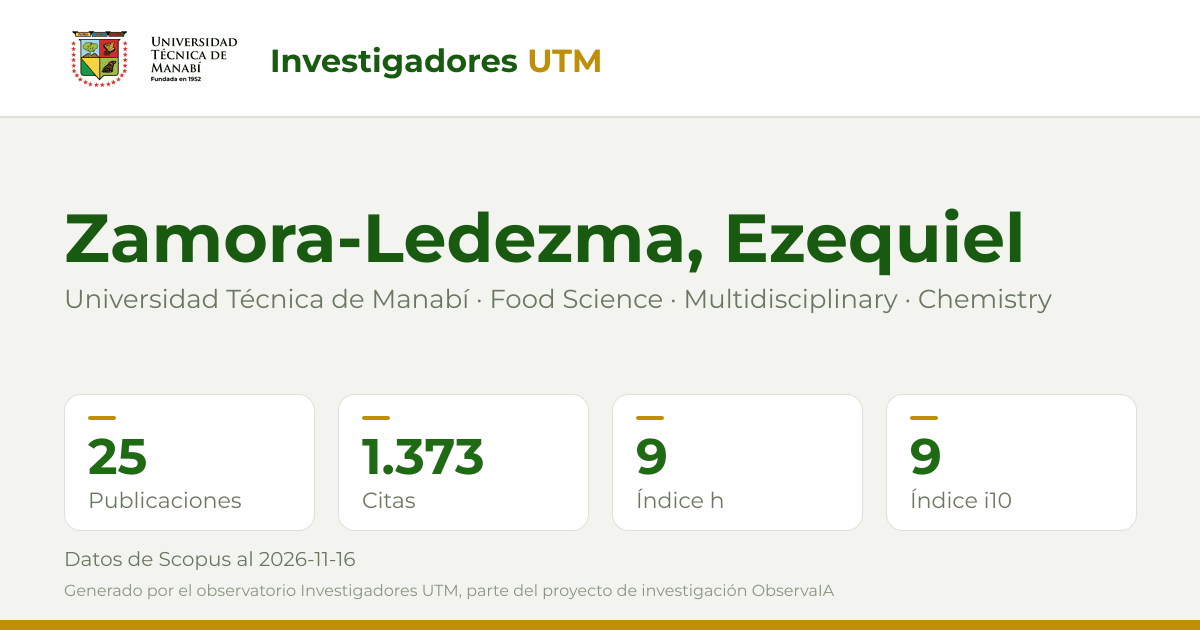 UNIVERSIDAD
TÉCNICA DE
MANABÍ
Fundada en 1952
Investigadores UTM
Zamora-Ledezma, Ezequiel
Universidad Técnica de Manabí · Food Science · Multidisciplinary · Chemistry
25
Publicaciones
1.373
Citas
9
Índice h
9
Índice i10
Datos de Scopus al 2026-11-16
Generado por el observatorio Investigadores UTM, parte del proyecto de investigación ObservaIA